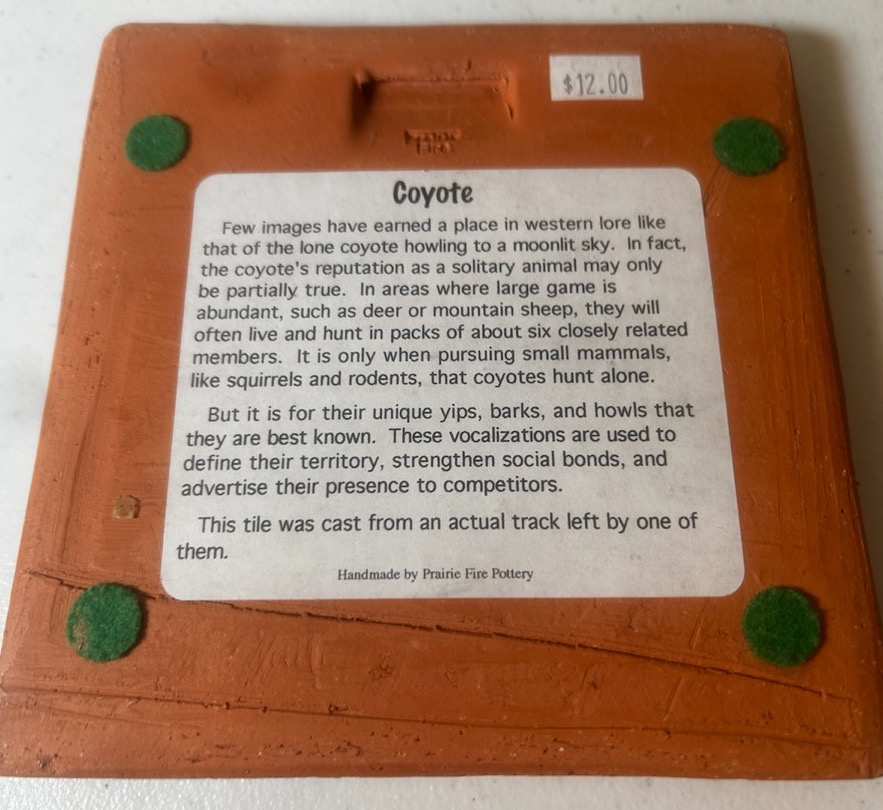 $12.00
Coyote
Few images have earned a place in western lore like
that of the lone coyote howling to a moonlit sky. In fact,
the coyote's reputation as a solitary animal may only
be partially true. In areas where large game is
abundant, such as deer or mountain sheep, they will
often live and hunt in packs of about six closely related
members. It is only when pursuing small mammals,
like squirrels and rodents, that coyotes hunt alone.
But it is for their unique yips, barks, and howls that
they are best known. These vocalizations are used to
define their territory, strengthen social bonds, and
advertise their presence to competitors.
This tile was cast from an actual track left by one of
them.
Handmade by Prairie Fire Pottery